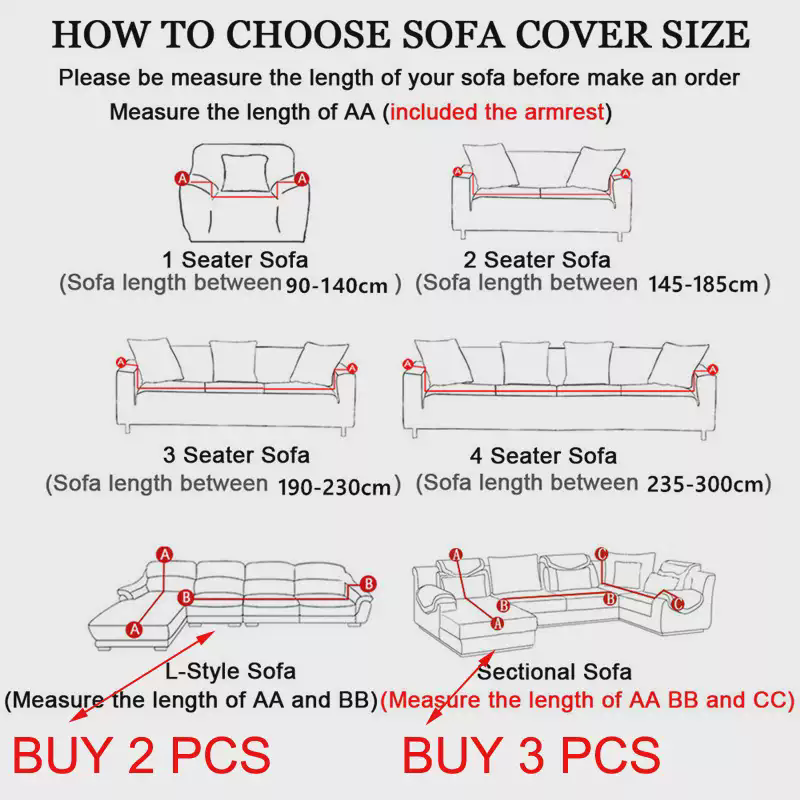 HOW TO CHOOSE SOFA COVER SIZE
Please be measure the length of your sofa before make an order
Measure the length of AA (included the armrest)
A A
A A
1 Seater Sofa
(Sofa length between 90-140cm )
2 Seater Sofa
(Sofa length between 145-185cm )
A A
A A
3 Seater Sofa
(Sofa length between 190-230cm)
4 Seater Sofa
(Sofa length between 235-300cm)
A
B B
A
A C
B B C
A
L-Style Sofa
(Measure the length of AA and BB)
BUY 2 PCS
Sectional Sofa
(Measure the length of AA BB and CC)
BUY 3 PCS